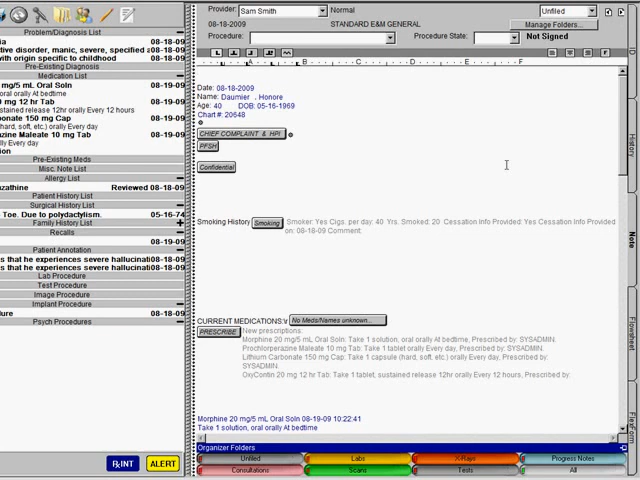 Provider: Sam Smith Normal Unfiled
08-18-2009 STANDARD E&M GENERAL Manage Folders...
Procedure: Procedure State: Not Signed
Problem/Diagnosis List
ia 08-18-09
tive disorder, manic, severe, specified a 08-18-09
with origin specific to childhood 08-18-09
Pre-Existing Diagnosis
Medication List
mg/5 mL Oral Soln 08-19-09
oral orally At bedtime
0 mg 12 hr Tab 08-19-09
ustained release 12hr orally Every 12 hours
onate 150 mg Cap 08-19-09
(hard, soft, etc.) orally Every day
azine Maleate 10 mg Tab 08-19-09
lly Every day
ion
Pre-Existing Meds
Misc. Note List
Allergy List
azathine Reviewed 08-18-09
Patient History List
Surgical History List
Toe. Due to polydactylism. 05-16-74
Family History List
Recalls
08-19-09
Patient Annotation
s that he experiences severe hallucinati 08-18-09
s that he experiences severe hallucinati 08-18-09
Lab Procedure
Test Procedure
Image Procedure
Implant Procedure
dure 08-18-09
Psych Procedures
RxINT ALERT
A B C D E F
Date: 08-18-2009
Name: Daumier , Honore
Age: 40 DOB: 05-16-1969
Chart #: 20648
CHIEF COMPLAINT & HPI
PFSH
Confidential
Smoking History Smoking Smoker: Yes Cigs. per day: 40 Yrs. Smoked: 20 Cessation Info Provided: Yes Cessation Info Provided
on: 08-18-09 Comment.
CURRENT MEDICATIONS: No Meds/Names unknown...
PRESCRIBE New prescriptions:
Morphine 20 mg/5 mL Oral Soln: Take 1 solution, oral orally At bedtime, Prescribed by: SYSADMIN.
Prochlorperazine Maleate 10 mg Tab: Take 1 tablet orally Every day, Prescribed by: SYSADMIN.
Lithium Carbonate 150 mg Cap: Take 1 capsule (hard, soft, etc.) orally Every day, Prescribed by:
SYSADMIN.
OxyContin 20 mg 12 hr Tab: Take 1 tablet, sustained release 12hr orally Every 12 hours, Prescribed by:
Morphine 20 mg/5 mL Oral Soln 08-19-09 10:22:41
Take 1 solution, oral orally At bedtime
Organizer Folders
Unfiled Labs X-Rays Progress Notes
Consultations Scans Tests All
ID
History
Note
Flowsheet
FlexForm